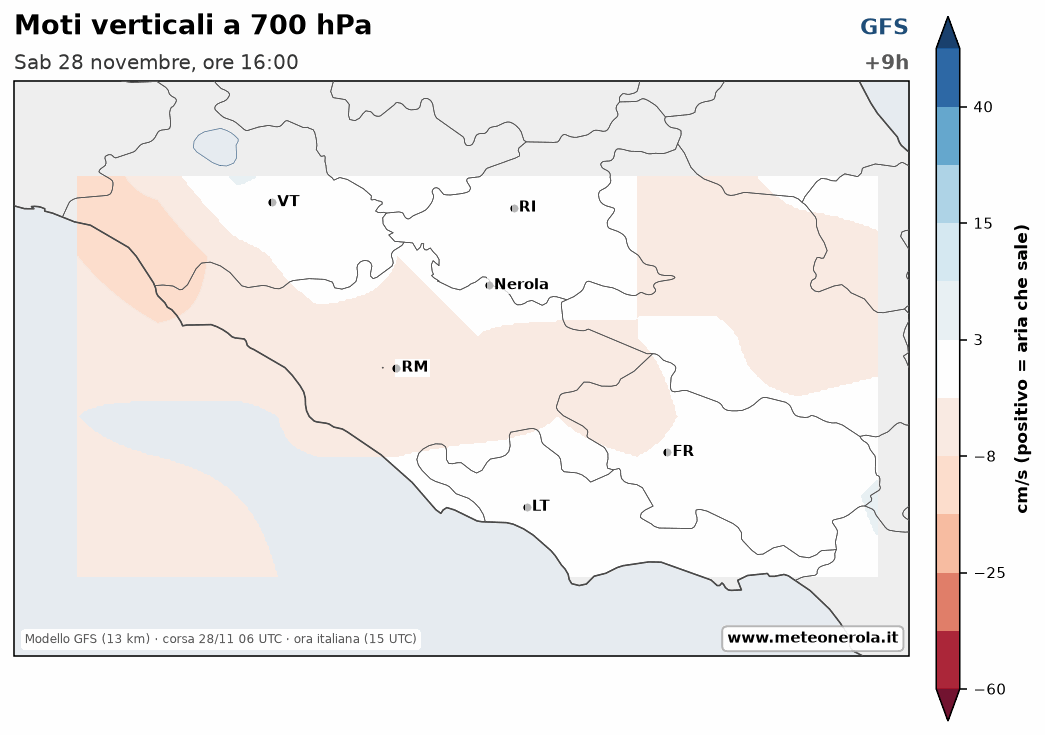 Moti verticali a 700 hPa
GFS
Sab 28 novembre, ore 16:00
+9h
VT
RI
Nerola
RM
FR
LT
40
15
3
−8
−25
−60
cm/s (positivo = aria che sale)
Modello GFS (13 km) · corsa 28/11 06 UTC · ora italiana (15 UTC)
www.meteonerola.it